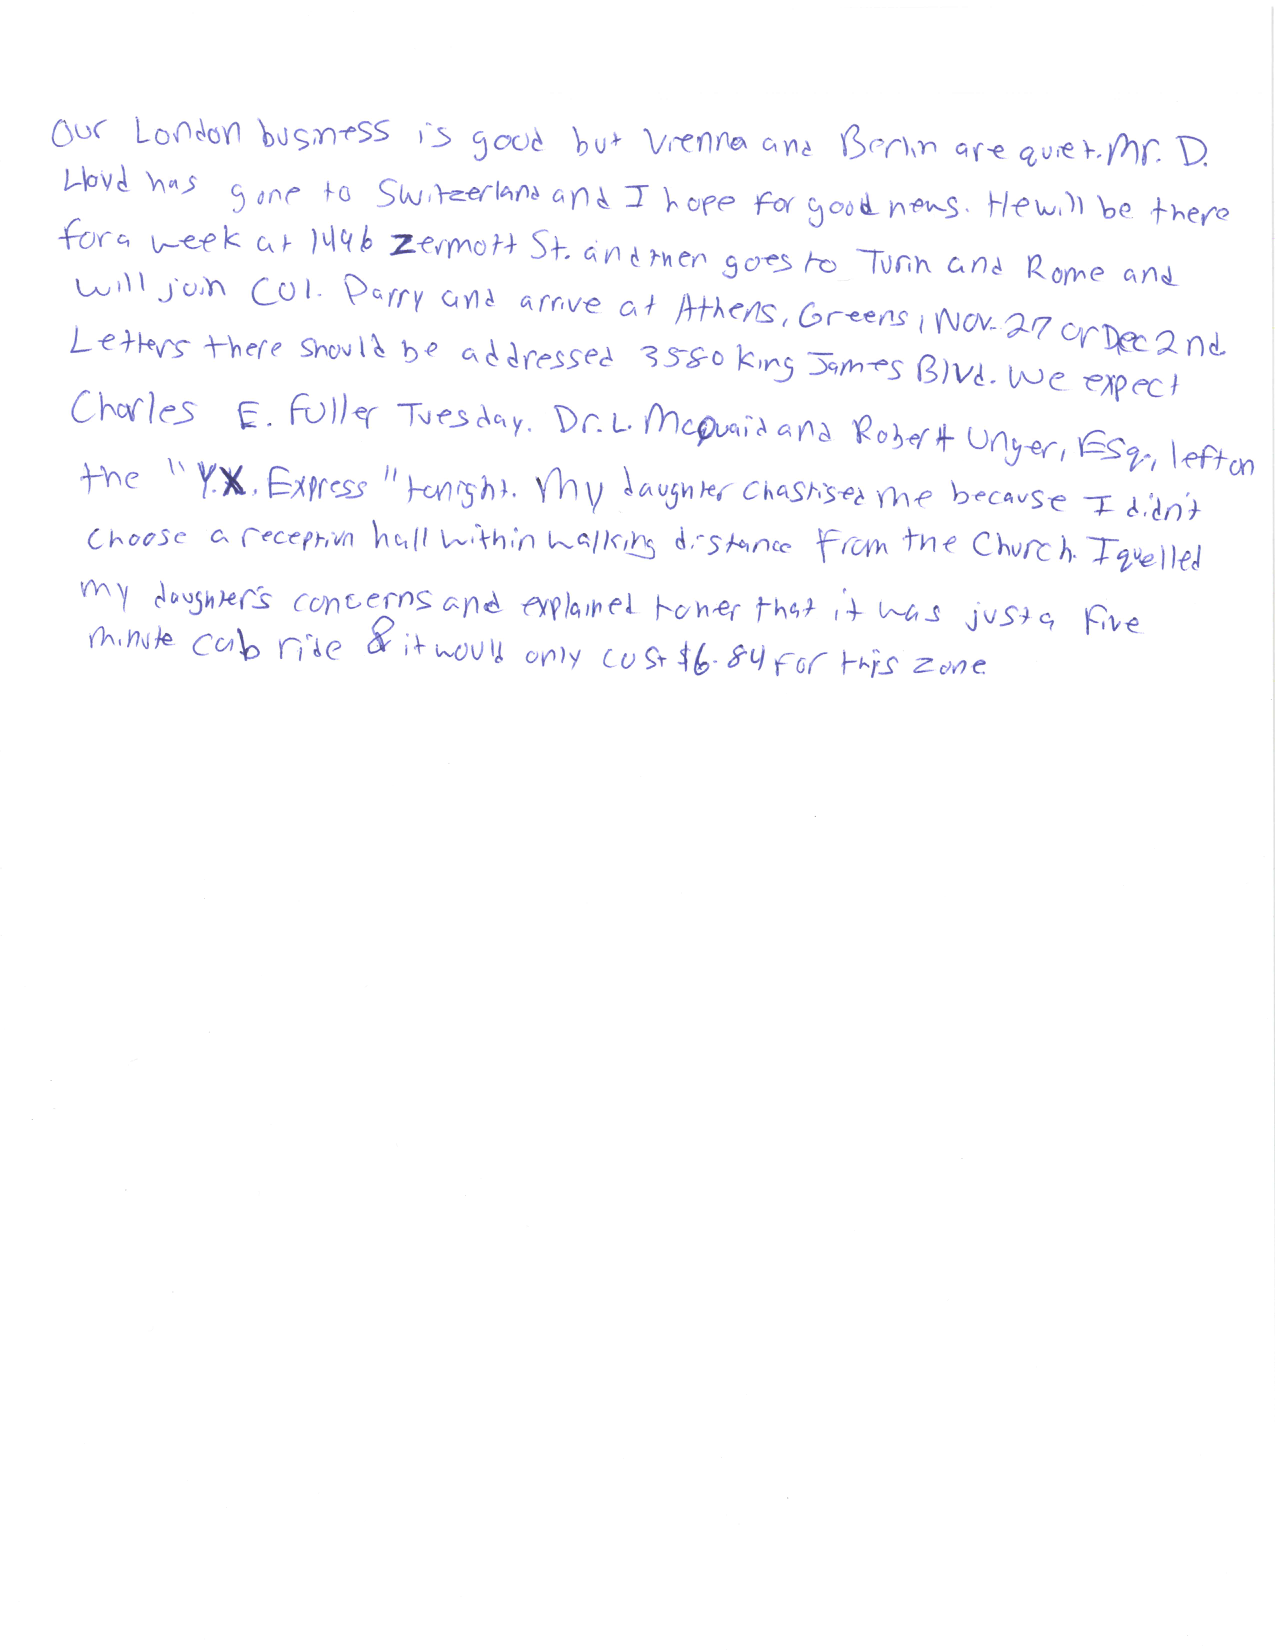 Our London business is good but Vienna and Berlin are quiet. Mr. D.
Lloyd has gone to Switzerland and I hope for good news. He will be there
for a week at 1496 Zermott St. and then goes to Turin and Rome and
will join Col. Parry and arrive at Athens, Greens, Nov. 27 or Dec 2nd
Letters there should be addressed 3580 King James Blvd. We expect
Charles E. Fuller Tuesday. Dr. L. McQuaid and Robert Unger, Esq., left on
the "Y.X. Express" tonight. My daughter chastised me because I didn't
choose a reception hall within walking distance from the church. I quelled
my daughter's concerns and explained to her that it was just a five
minute cab ride & it would only cost $6.84 for this zone